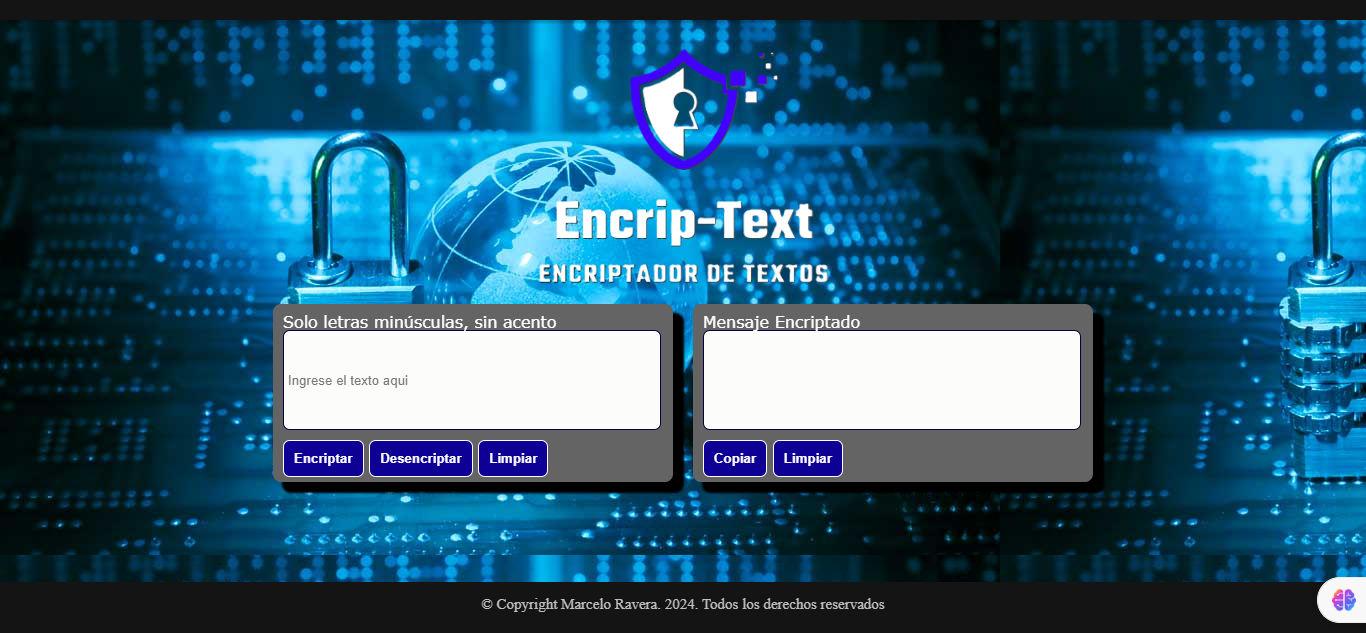 Encrip-Text
ENCRIPTADOR DE TEXTOS
Solo letras minúsculas, sin acento
Ingrese el texto aqui
Encriptar Desencriptar Limpiar
Mensaje Encriptado
Copiar Limpiar
© Copyright Marcelo Ravera. 2024. Todos los derechos reservados